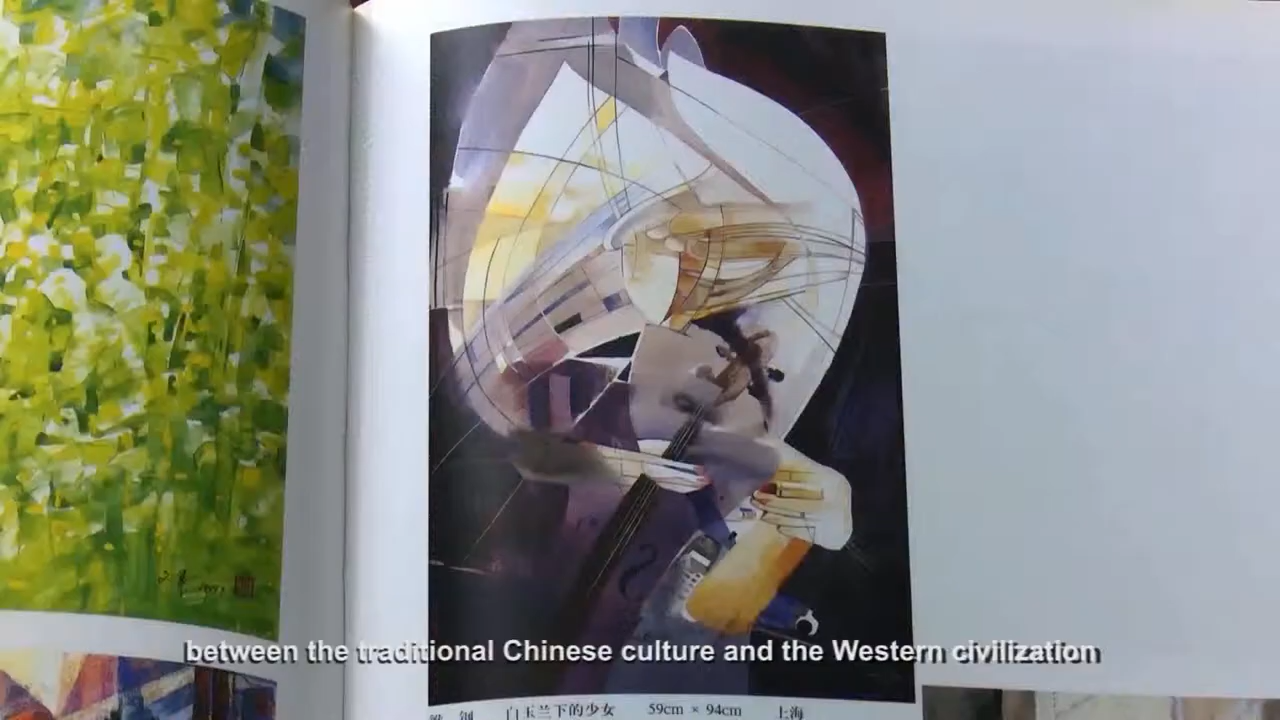 between the traditional Chinese culture and the Western civilization
白玉兰下的少女 59cm × 94cm 上海